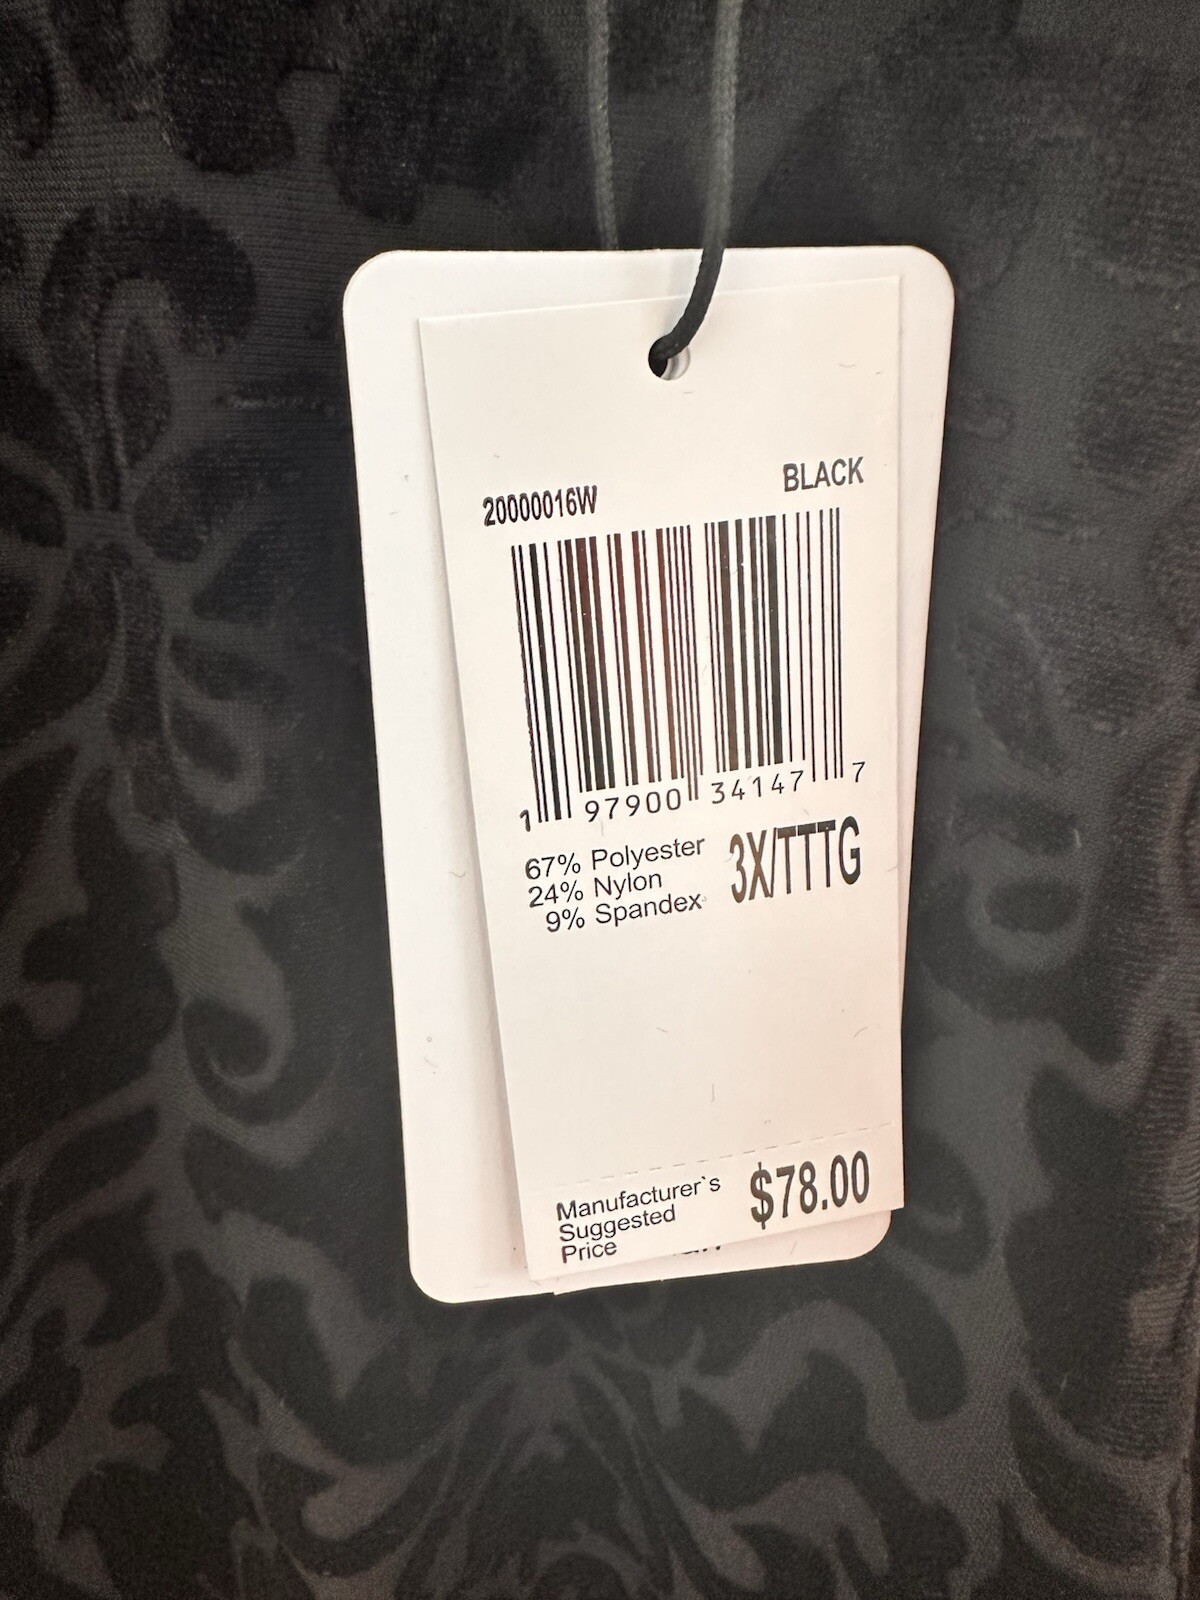 20000016W BLACK
1 97900 34147 7
67% Polyester
24% Nylon
9% Spandex
3X/TTTG
Manufacturer`s
Suggested
Price
$78.00